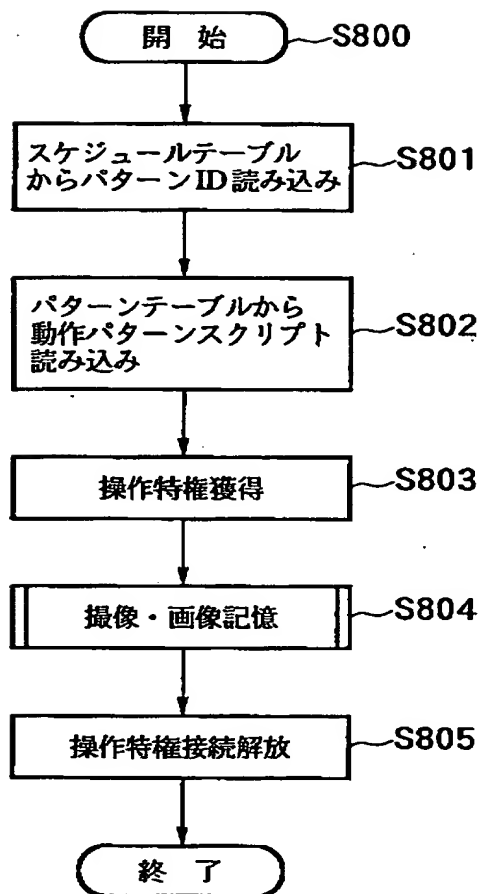 開 始
S800
スケジュールテーブル
からパターンID読み込み
S801
パターンテーブルから
動作パターンスクリプト
読み込み
S802
操作特権獲得
S803
撮像・画像記憶
S804
操作特権接続解放
S805
終 了